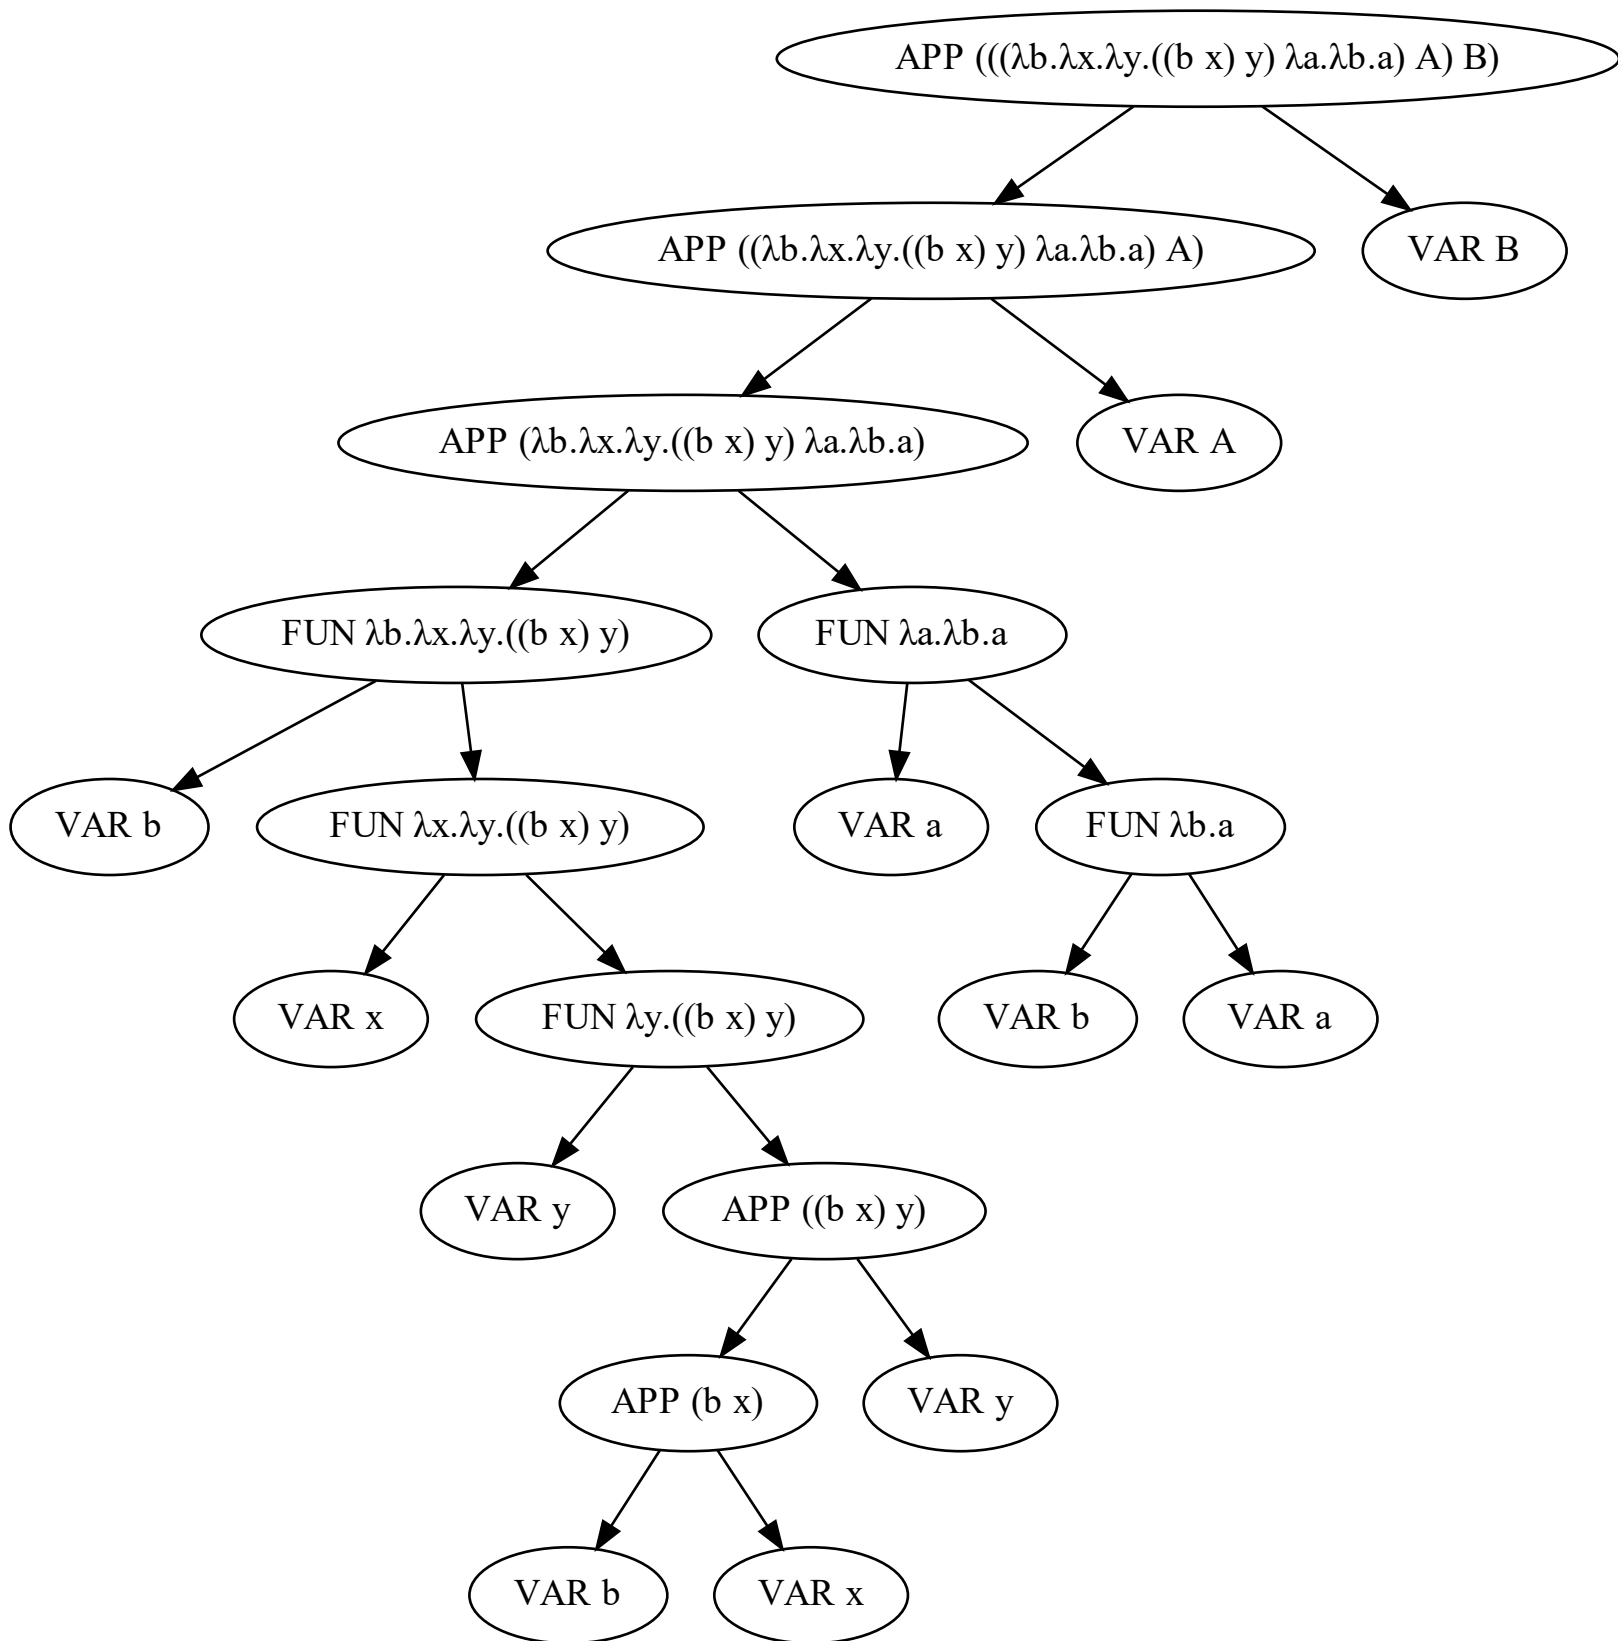 APP (((λb.λx.λy.((b x) y) λa.λb.a) A) B)
APP ((λb.λx.λy.((b x) y) λa.λb.a) A)
VAR B
APP (λb.λx.λy.((b x) y) λa.λb.a)
VAR A
FUN λb.λx.λy.((b x) y)
FUN λa.λb.a
VAR b
FUN λx.λy.((b x) y)
VAR a
FUN λb.a
VAR x
FUN λy.((b x) y)
VAR b
VAR a
VAR y
APP ((b x) y)
APP (b x)
VAR y
VAR b
VAR x